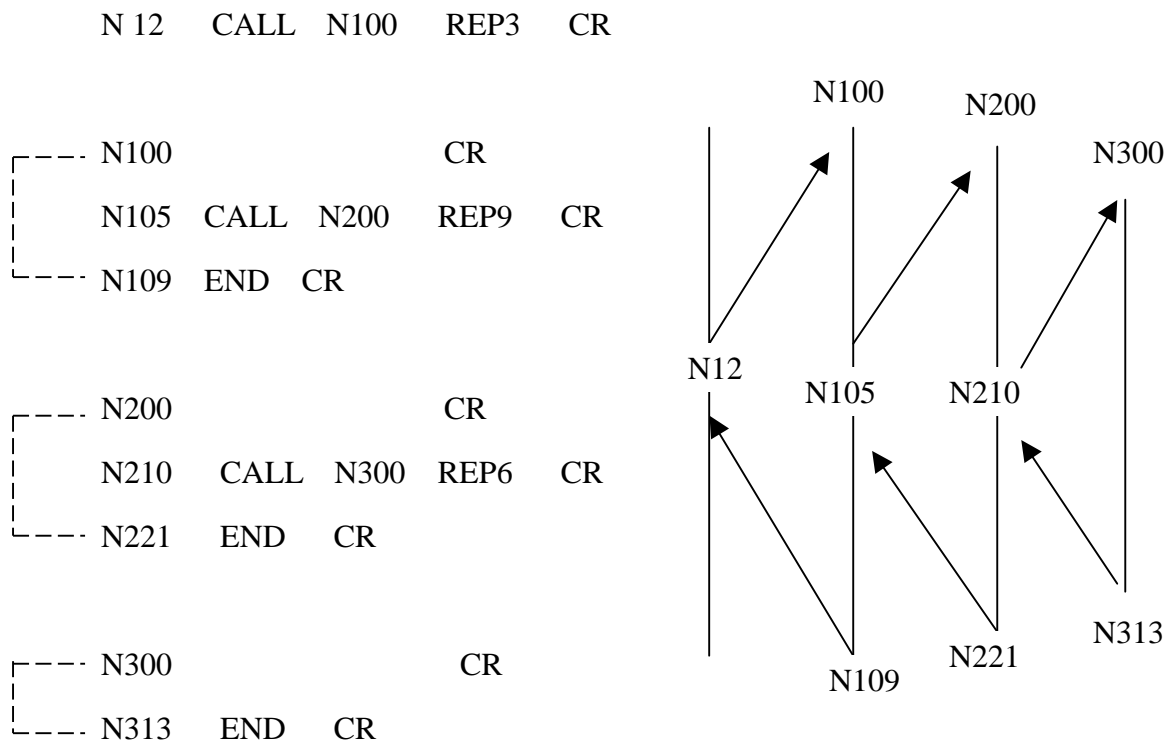 N 12 CALL N100 REP3 CR
N100 CR
N105 CALL N200 REP9 CR
N109 END CR
N200 CR
N210 CALL N300 REP6 CR
N221 END CR
N300 CR
N313 END CR
N100
N200
N300
N12
N105
N210
N109
N221
N313